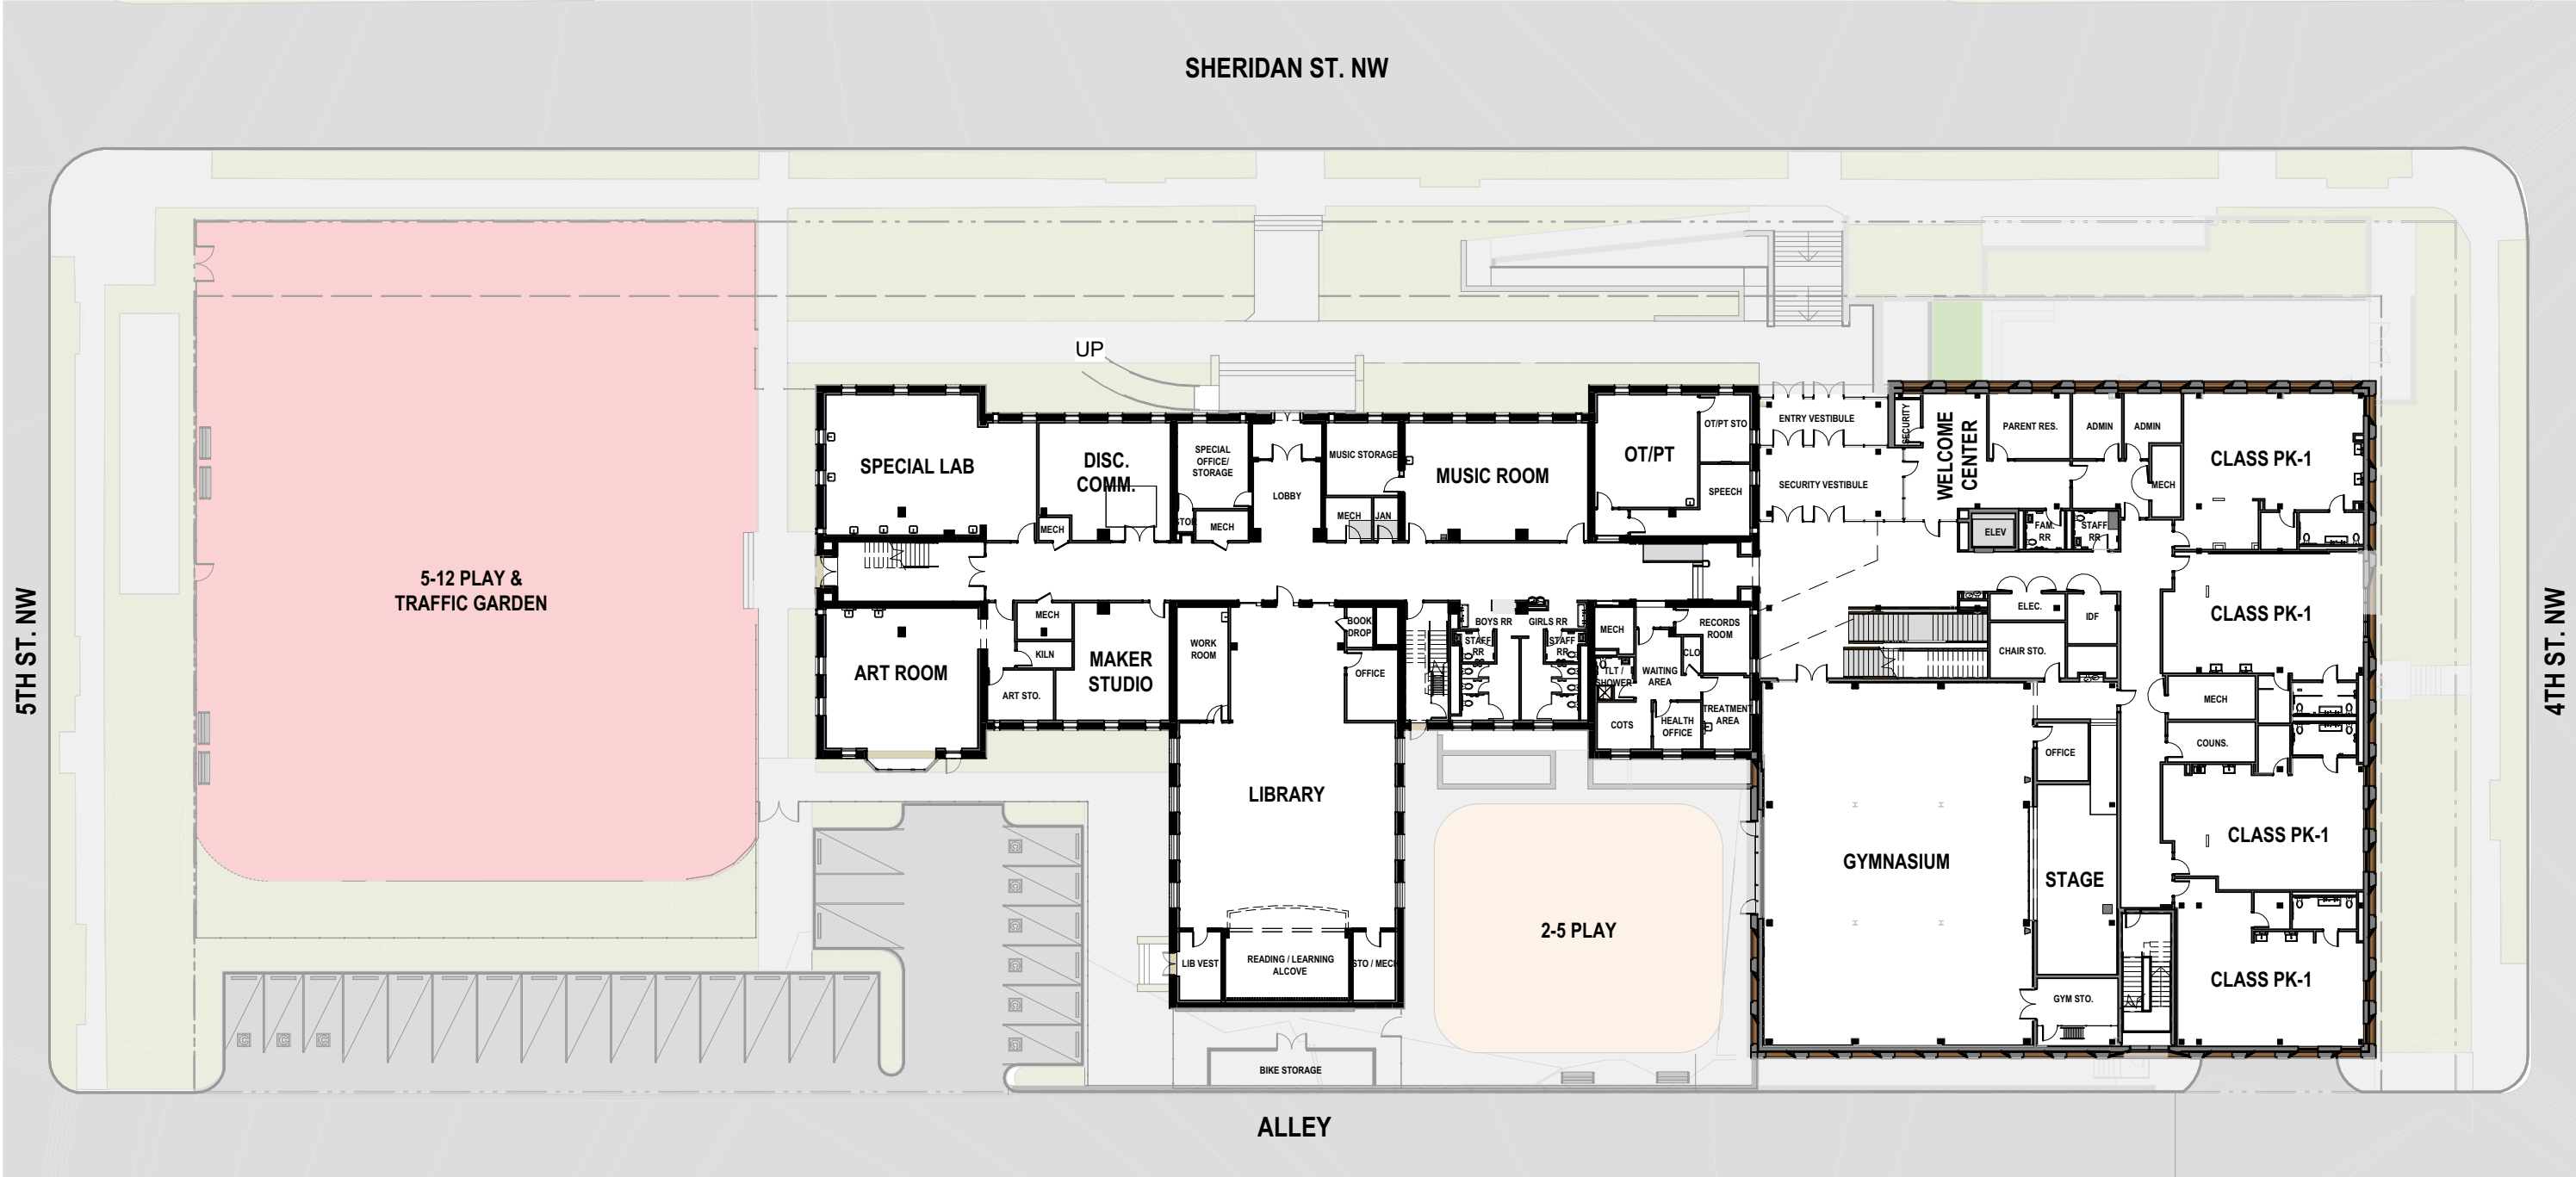 SHERIDAN ST. NW
UP
5TH ST. NW
4TH ST. NW
5-12 PLAY &
TRAFFIC GARDEN
SPECIAL LAB
DISC.
COMM.
MECH
SPECIAL
OFFICE/
STORAGE
STOR
MECH
LOBBY
MUSIC STORAGE
MECH
JAN
MUSIC ROOM
OT/PT
OT/PT STO
SPEECH
ENTRY VESTIBULE
SECURITY VESTIBULE
SECURITY
WELCOME
CENTER
PARENT RES.
ADMIN
ADMIN
MECH
CLASS PK-1
ELEV
FAM.
RR
STAFF
RR
ART ROOM
MECH
KILN
ART STO.
MAKER
STUDIO
WORK
ROOM
BOOK
DROP
OFFICE
BOYS RR
GIRLS RR
STAFF
RR
STAFF
RR
MECH
TLT /
SHOWER
WAITING
AREA
CLO
RECORDS
ROOM
COTS
HEALTH
OFFICE
TREATMENT
AREA
ELEC.
IDF
CHAIR STO.
CLASS PK-1
MECH
COUNS.
OFFICE
LIBRARY
GYMNASIUM
STAGE
CLASS PK-1
2-5 PLAY
LIB VEST
READING / LEARNING
ALCOVE
STO / MECH
GYM STO.
CLASS PK-1
BIKE STORAGE
ALLEY
C
C
C
C
C
C
C
C
C